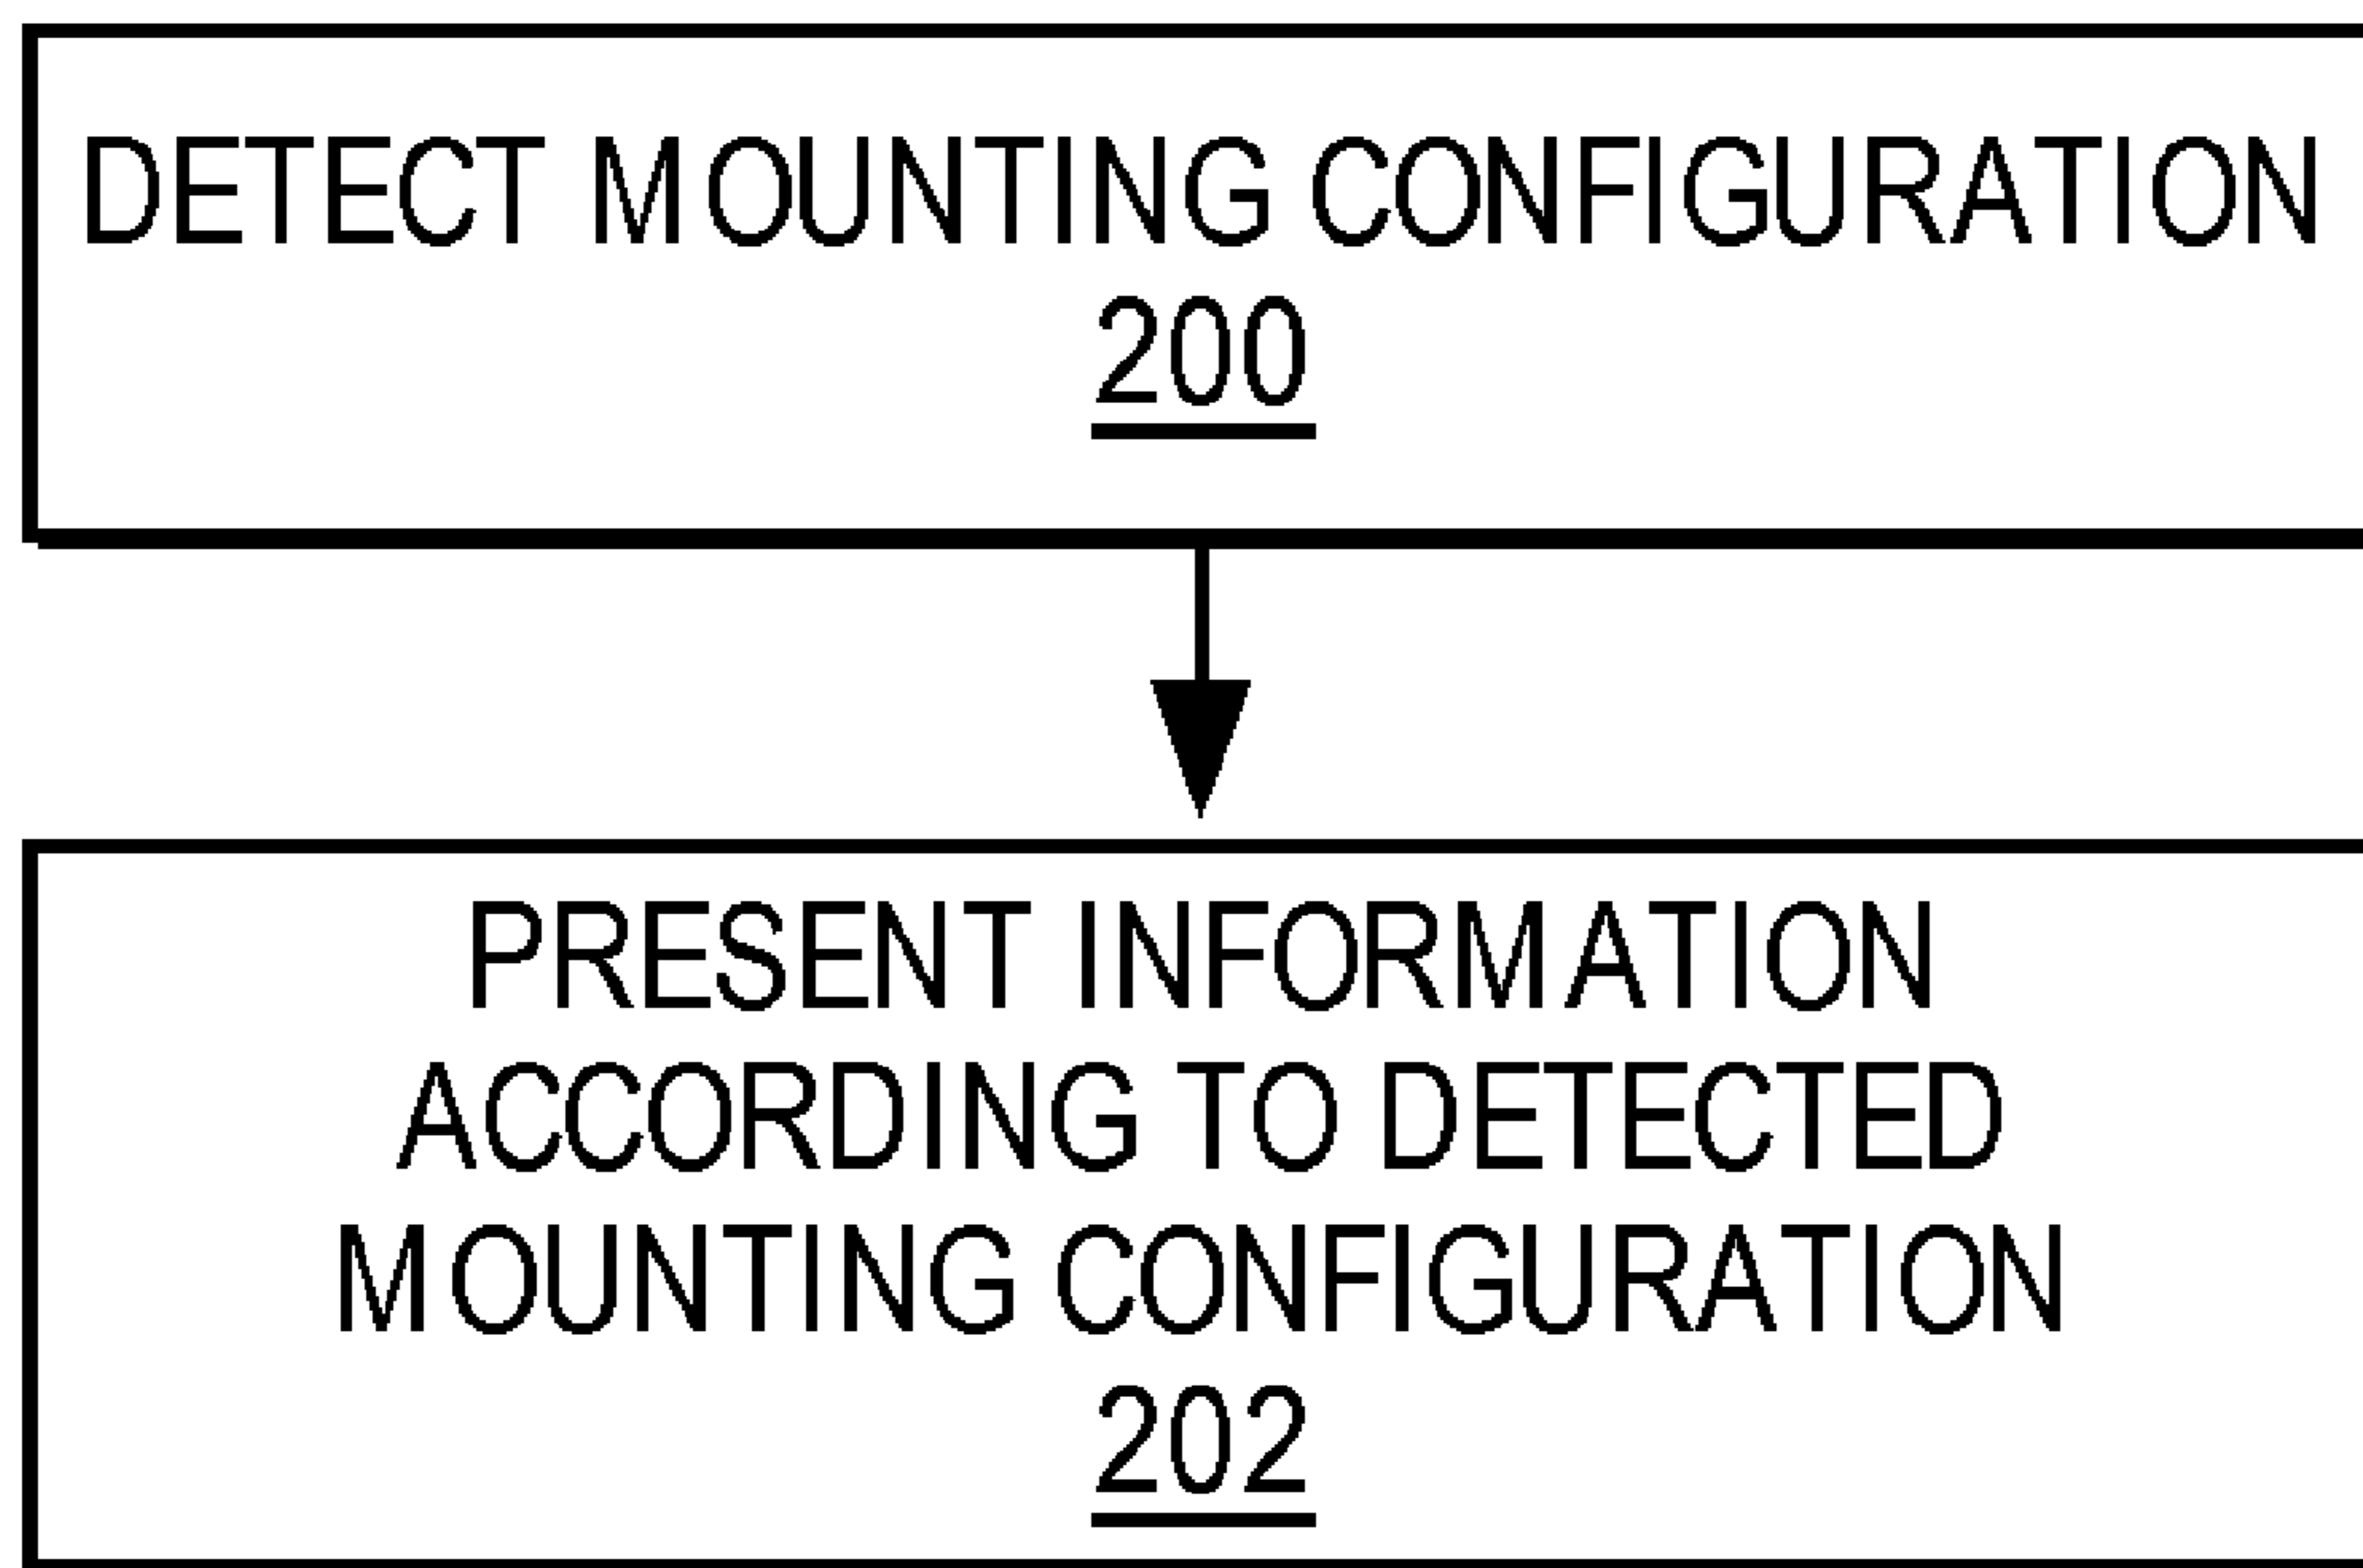 DETECT MOUNTING CONFIGURATION
200
PRESENT INFORMATION
ACCORDING TO DETECTED
MOUNTING CONFIGURATION
202